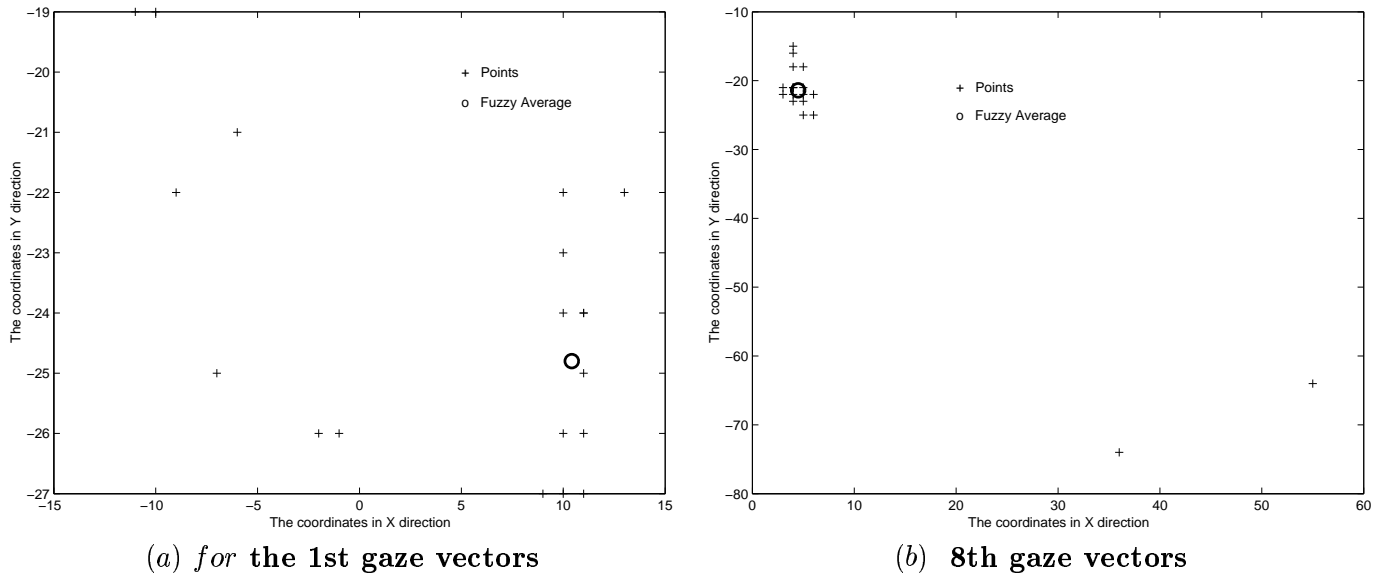 −19
−20
−21
−22
−23
−24
−25
−26
−27
The coordinates in Y direction
+ Points
o Fuzzy Average
−15 −10 −5 0 5 10 15
The coordinates in X direction
(a) for the 1st gaze vectors
−10
−20
−30
−40
−50
−60
−70
−80
The coordinates in Y direction
+ Points
o Fuzzy Average
0 10 20 30 40 50 60
The coordinates in X direction
(b) 8th gaze vectors